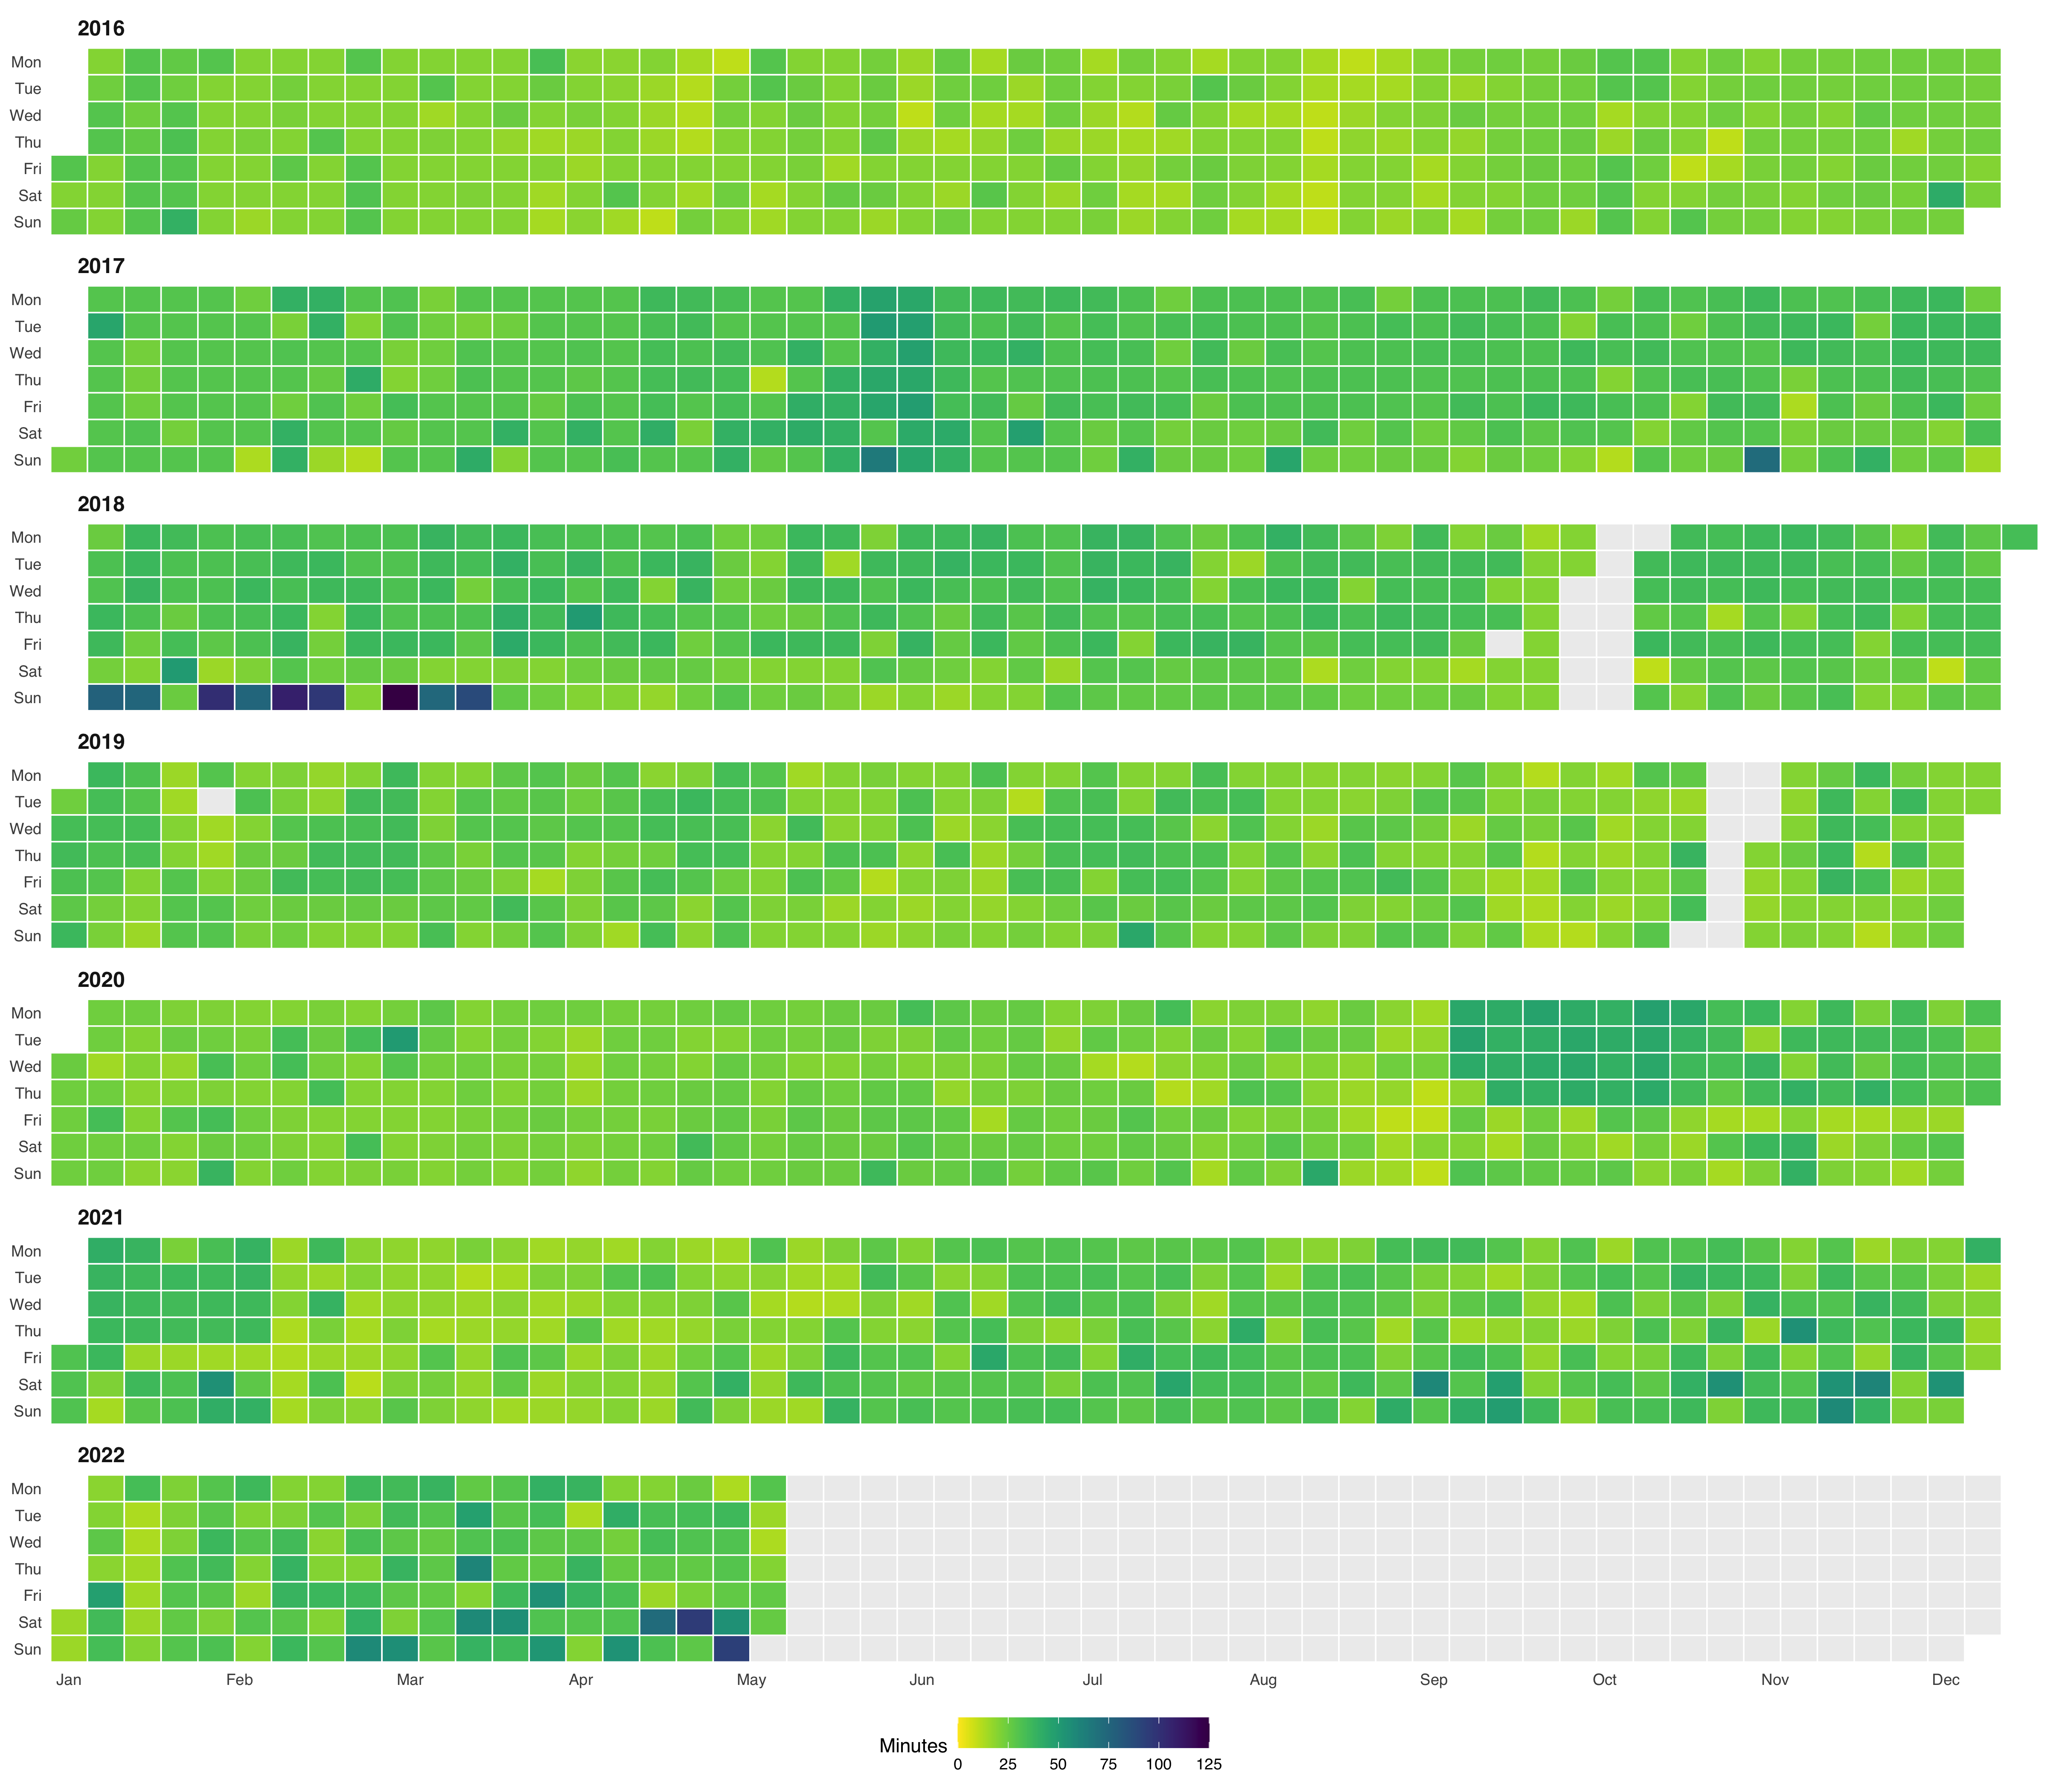 2016
Mon
Tue
Wed
Thu
Fri
Sat
Sun
2017
Mon
Tue
Wed
Thu
Fri
Sat
Sun
2018
Mon
Tue
Wed
Thu
Fri
Sat
Sun
2019
Mon
Tue
Wed
Thu
Fri
Sat
Sun
2020
Mon
Tue
Wed
Thu
Fri
Sat
Sun
2021
Mon
Tue
Wed
Thu
Fri
Sat
Sun
2022
Mon
Tue
Wed
Thu
Fri
Sat
Sun
Jan Feb Mar Apr May Jun Jul Aug Sep Oct Nov Dec
Minutes
0 25 50 75 100 125